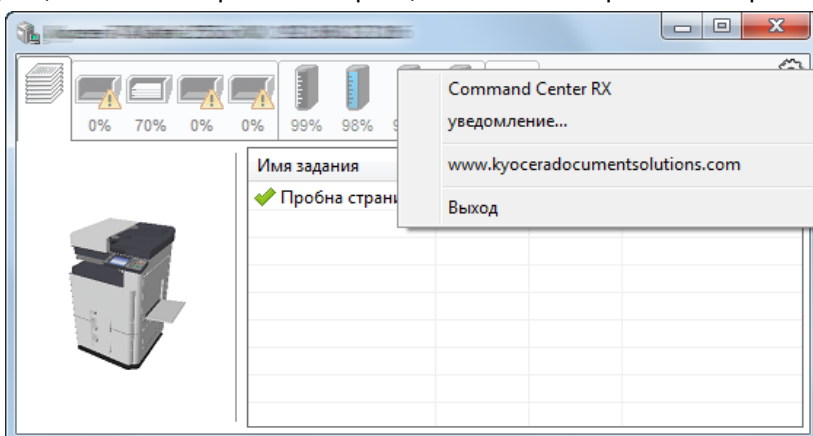 0% 70% 0% 0% 99% 98%
Command Center RX
уведомление...
www.kyoceradocumentsolutions.com
Выход
Имя задания
Пробна страни